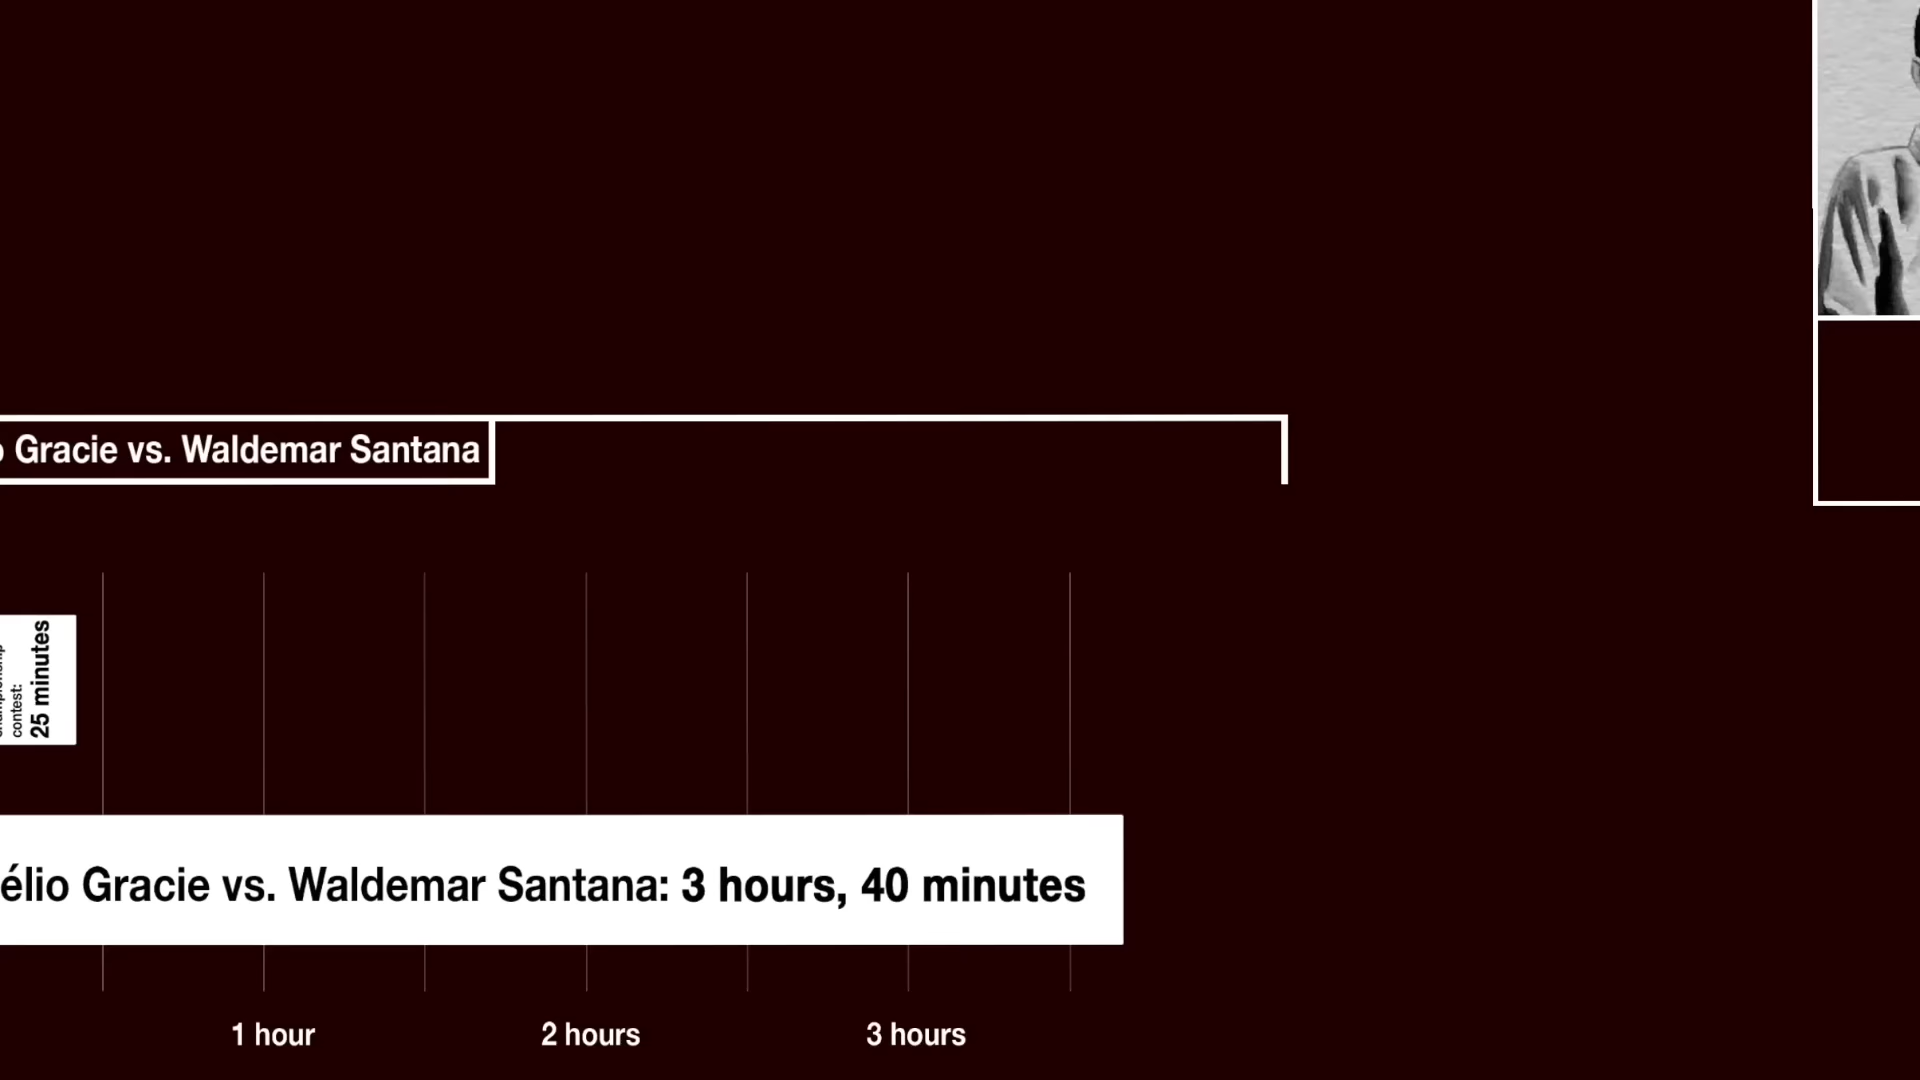 Gracie vs. Waldemar Santana
contest:
25 minutes
élio Gracie vs. Waldemar Santana: 3 hours, 40 minutes
1 hour
2 hours
3 hours